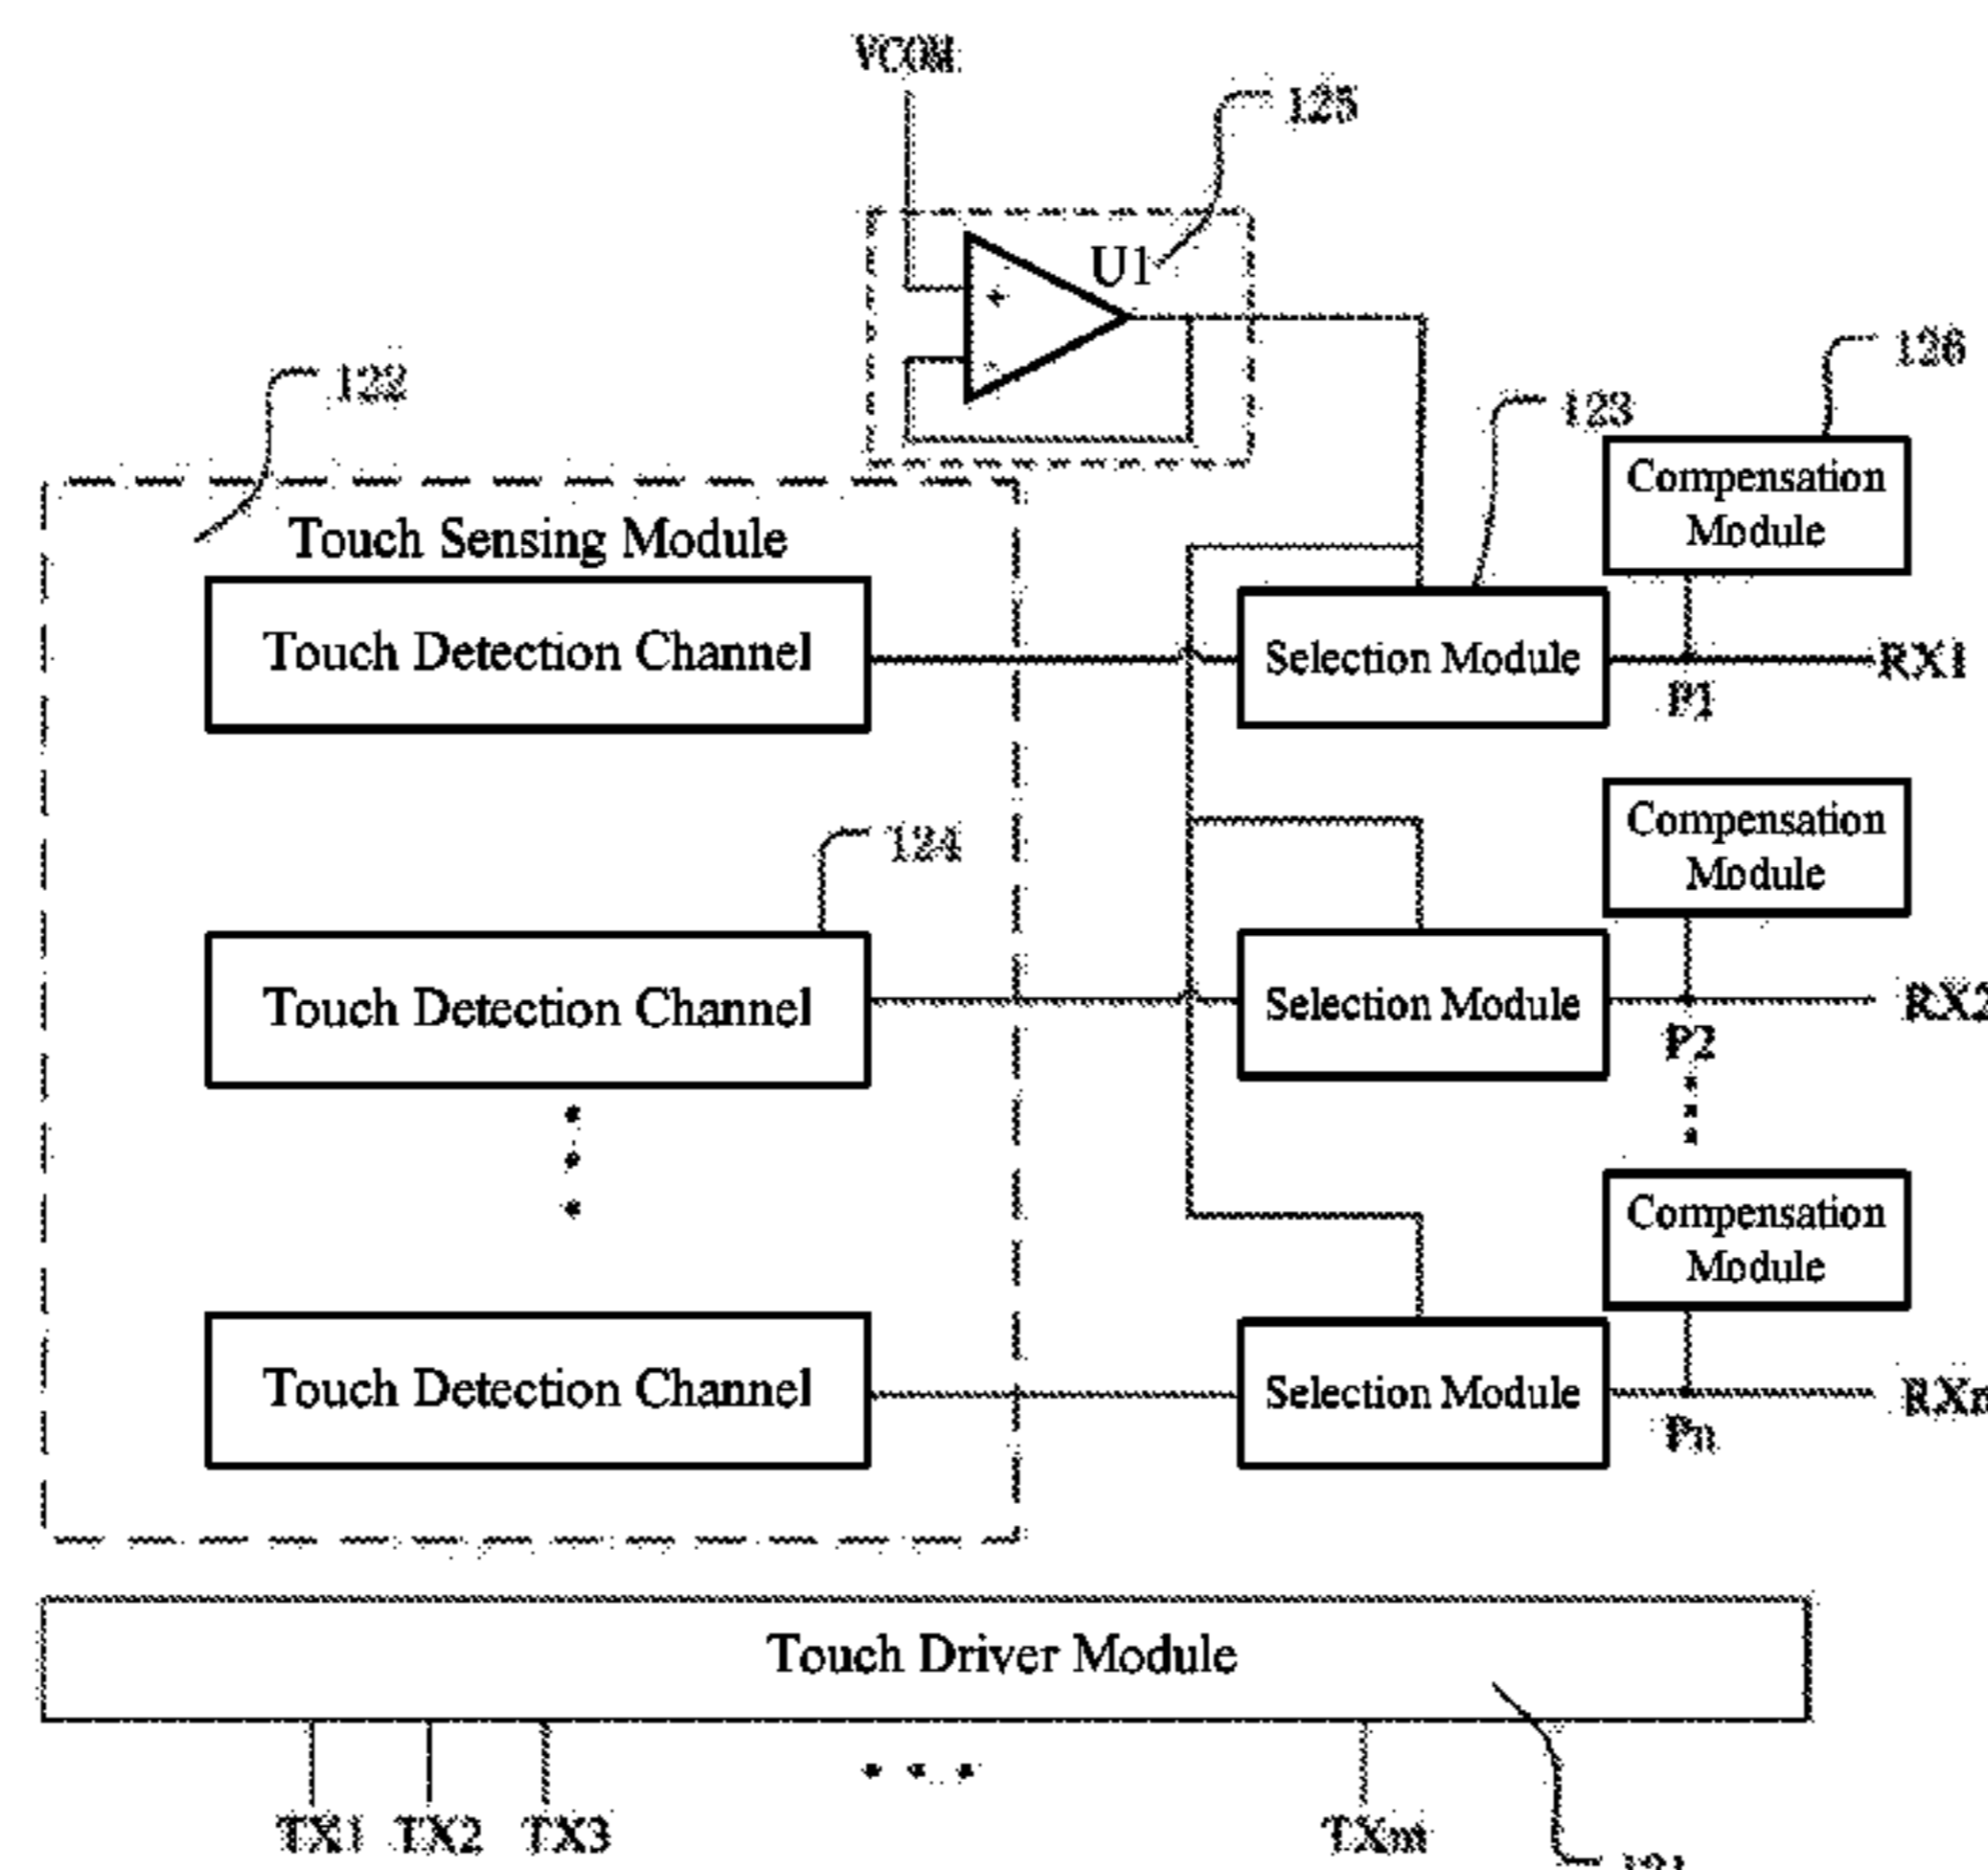 VCOM
125
U1
+
-
126
122
123
Compensation
Module
Touch Sensing Module
Touch Detection Channel
Selection Module
RX1
P1
Compensation
Module
124
Touch Detection Channel
Selection Module
RX2
P2
Compensation
Module
Touch Detection Channel
Selection Module
RXn
Pn
Touch Driver Module
TX1 TX2 TX3 TXm